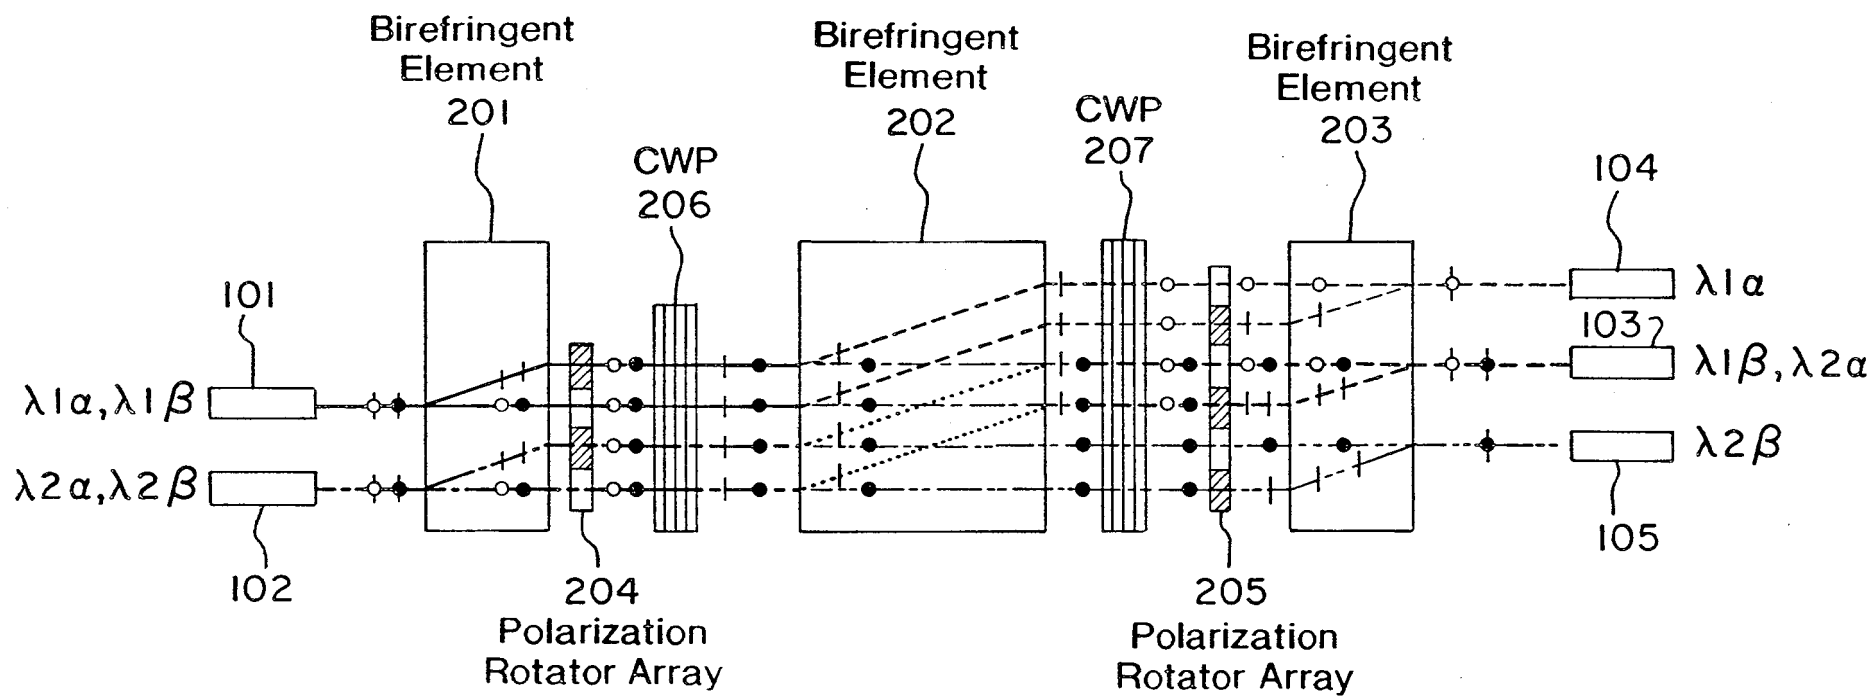 Birefringent
Element
201
Birefringent
Element
202
Birefringent
Element
203
CWP
206
CWP
207
101
104
λ1α
103
λ1α, λ1β
λ1β, λ2α
λ2α, λ2β
λ2β
102
105
204
Polarization
Rotator Array
205
Polarization
Rotator Array